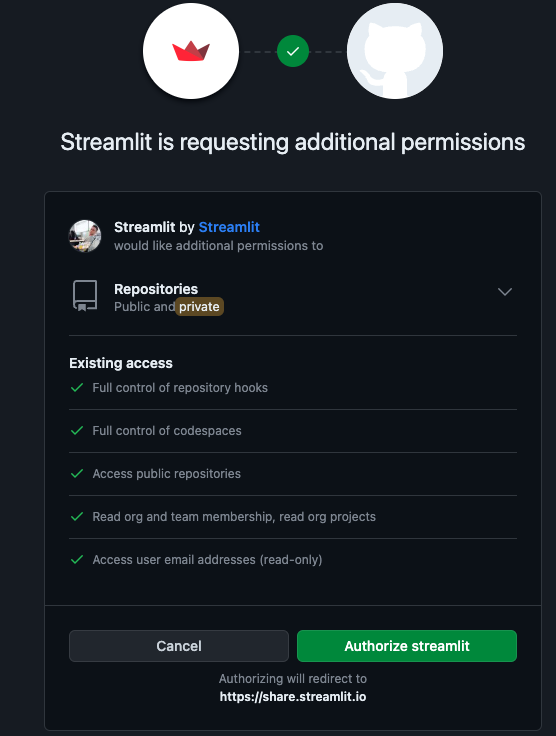 Streamlit is requesting additional permissions
Streamlit by Streamlit
would like additional permissions to
Repositories
Public and private
Existing access
Full control of repository hooks
Full control of codespaces
Access public repositories
Read org and team membership, read org projects
Access user email addresses (read-only)
Cancel
Authorize streamlit
Authorizing will redirect to
https://share.streamlit.io